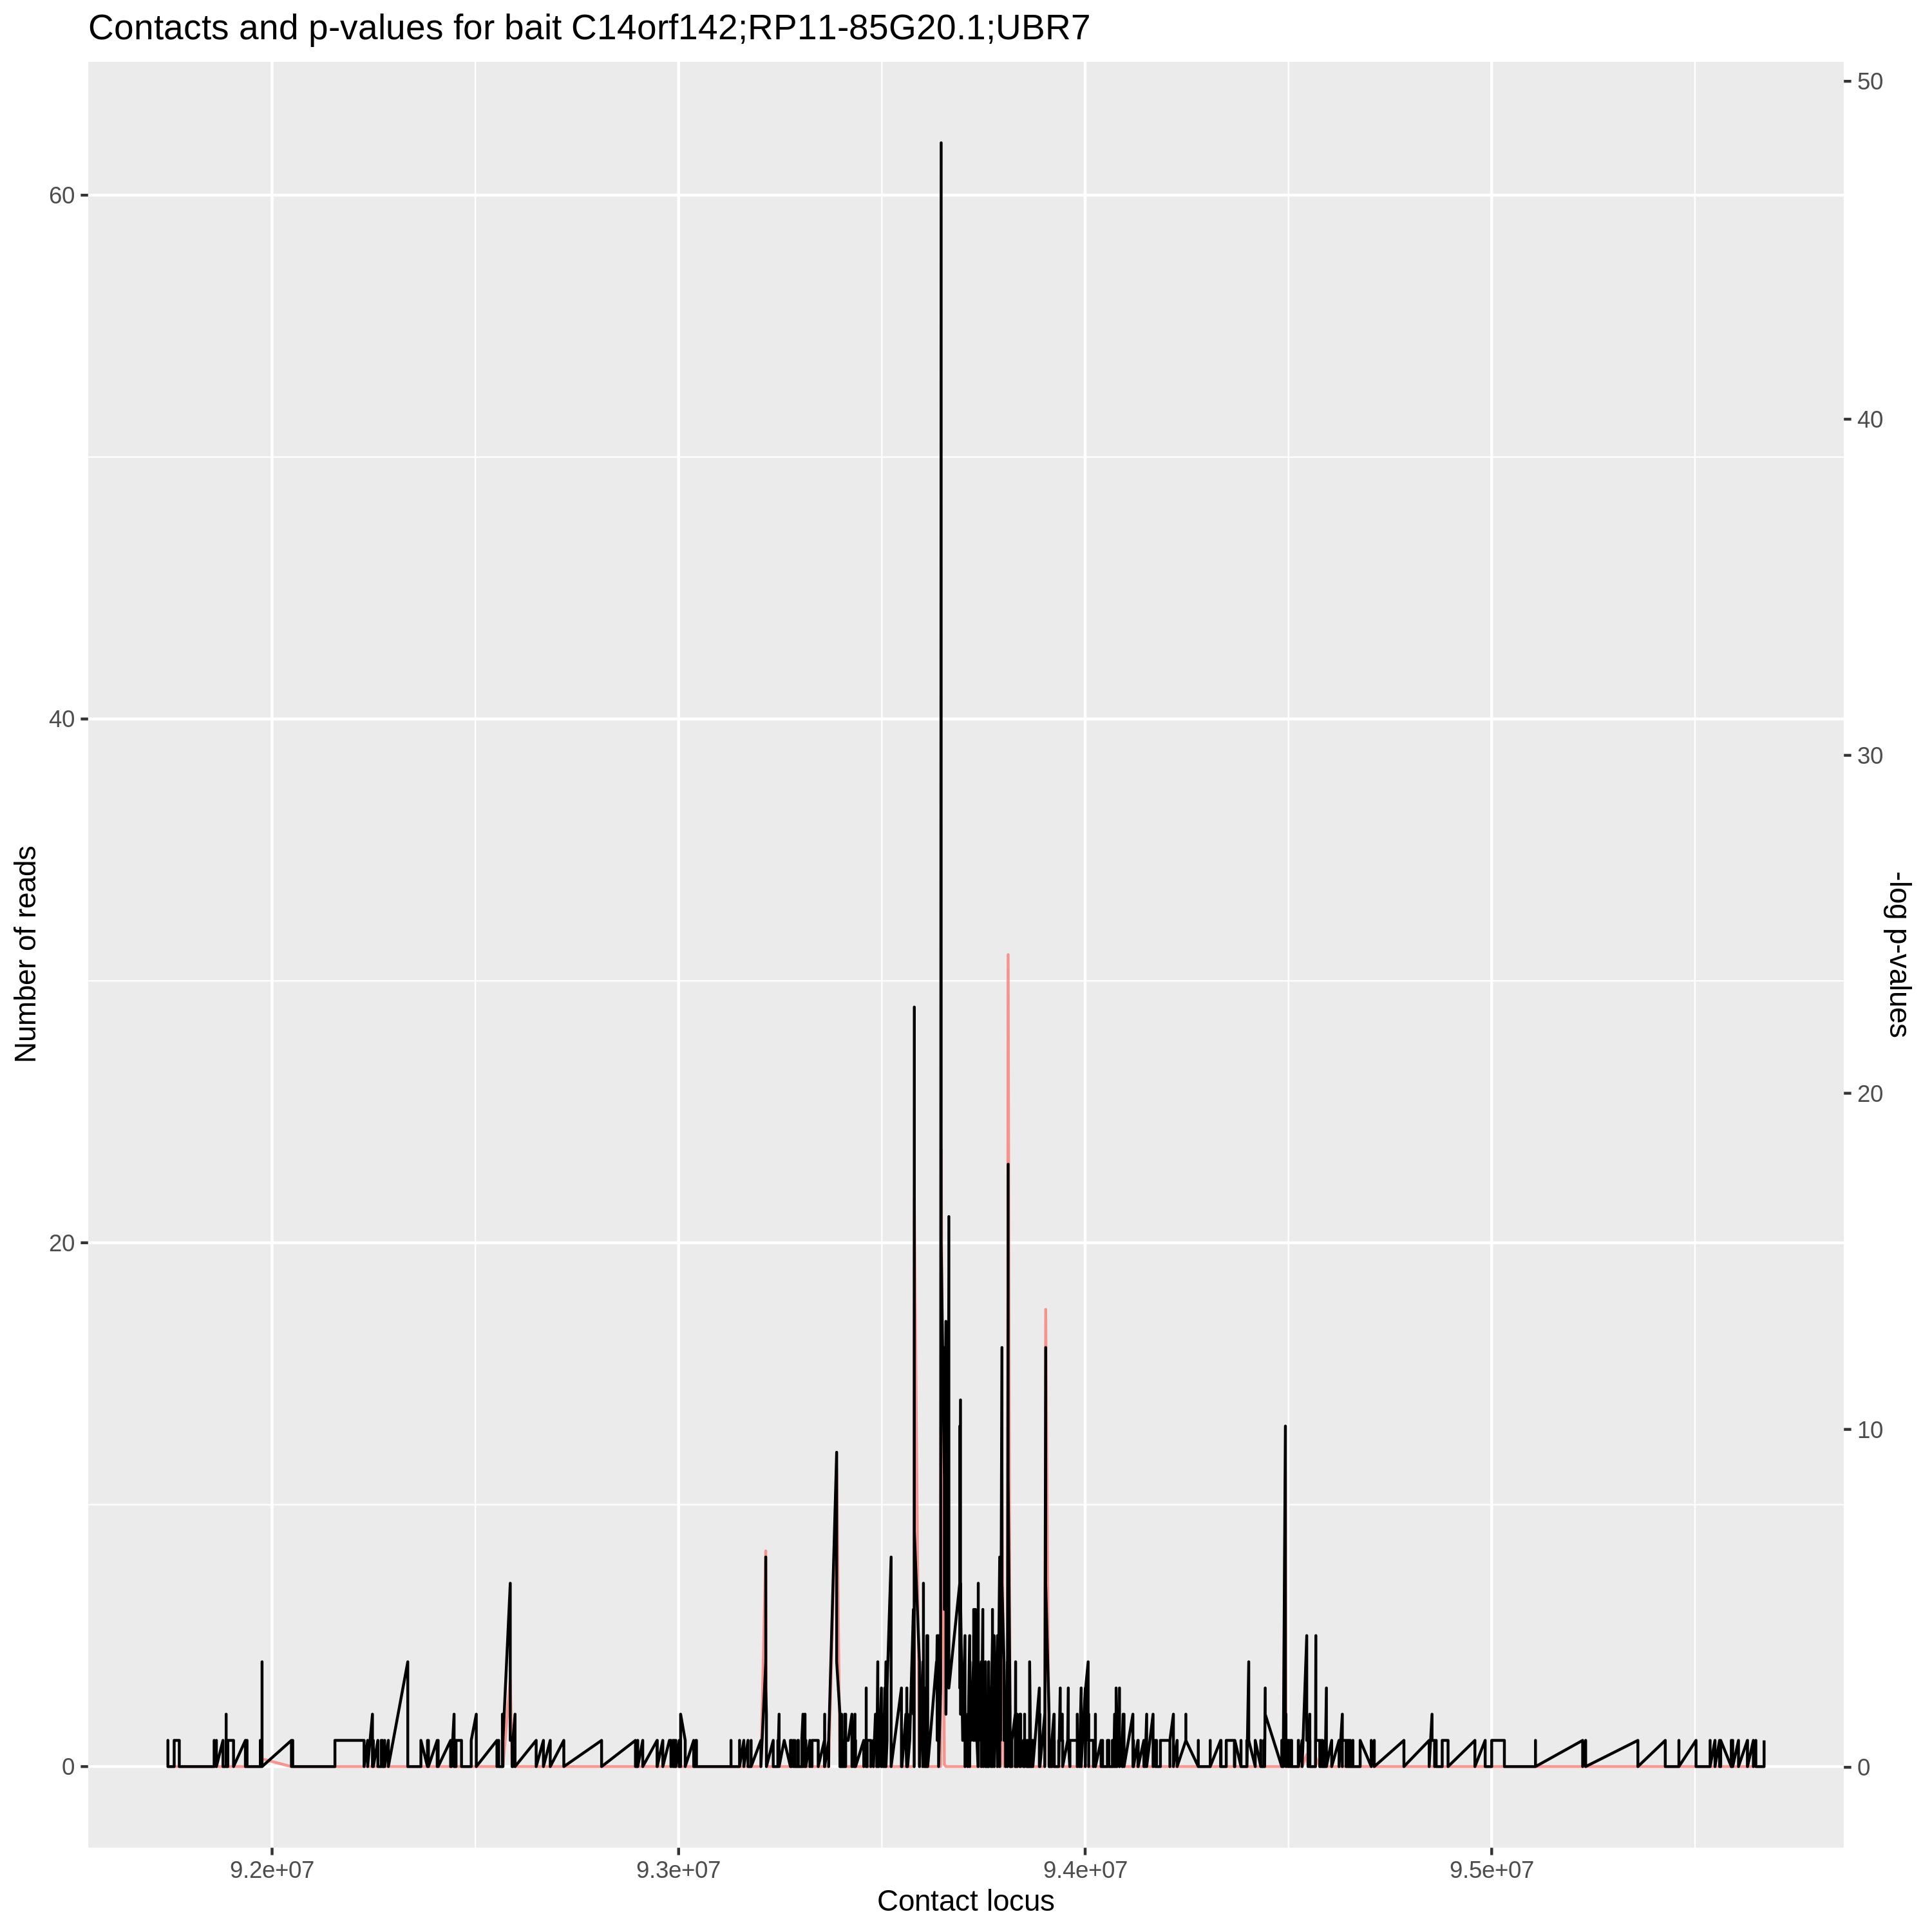 Contacts and p-values for bait C14orf142;RP11-85G20.1;UBR7
Number of reads
60
40
20
0
50
40
30
20
10
0
-log p-values
9.2e+07 9.3e+07 9.4e+07 9.5e+07
Contact locus